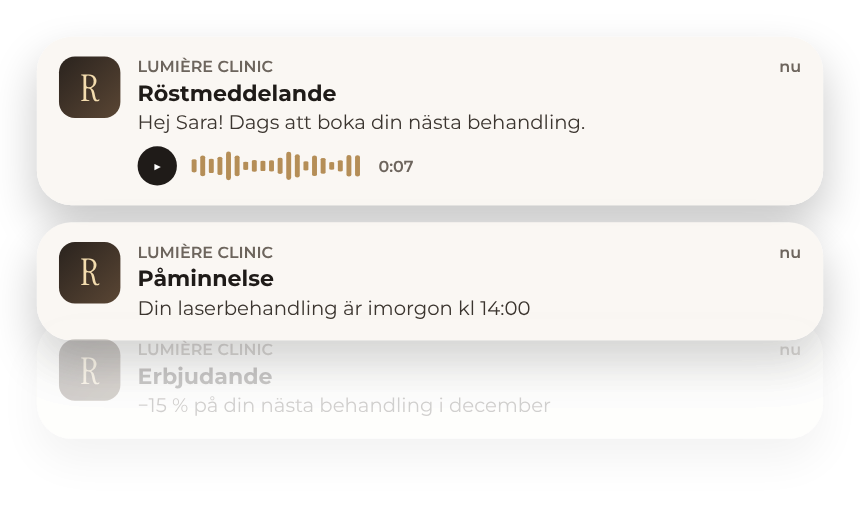 R
LUMIÈRE CLINIC
nu
Röstmeddelande
Hej Sara! Dags att boka din nästa behandling.
0:07
R
LUMIÈRE CLINIC
nu
Påminnelse
Din laserbehandling är imorgon kl 14:00
R
LUMIÈRE CLINIC
nu
Erbjudande
−15 % på din nästa behandling i december